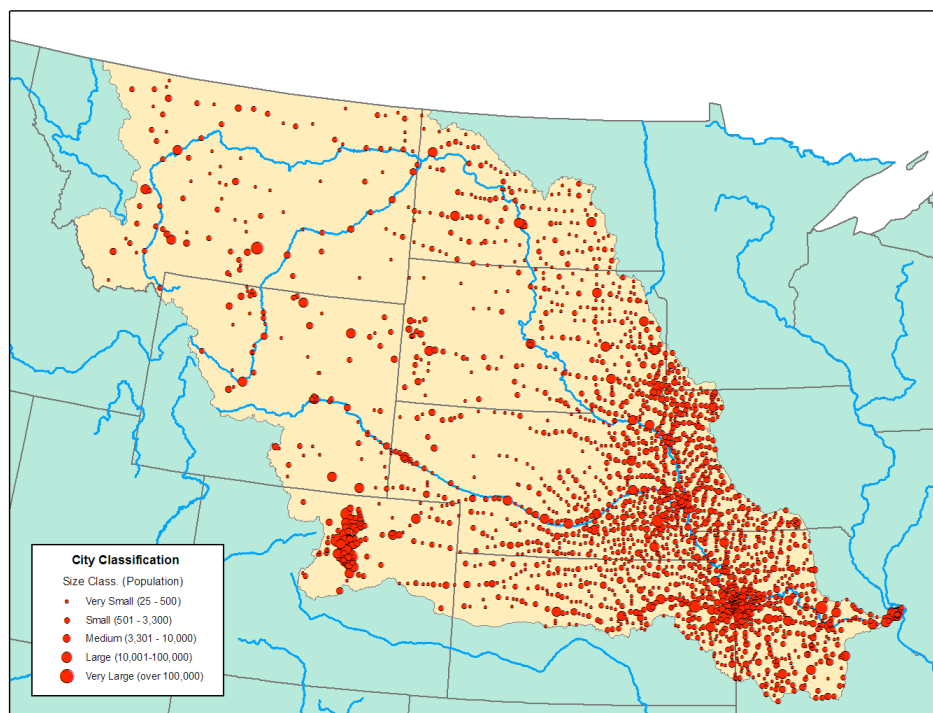 City Classification
Size Class. (Population)
Very Small (25 - 500)
Small (501 - 3,300)
Medium (3,301 - 10,000)
Large (10,001-100,000)
Very Large (over 100,000)